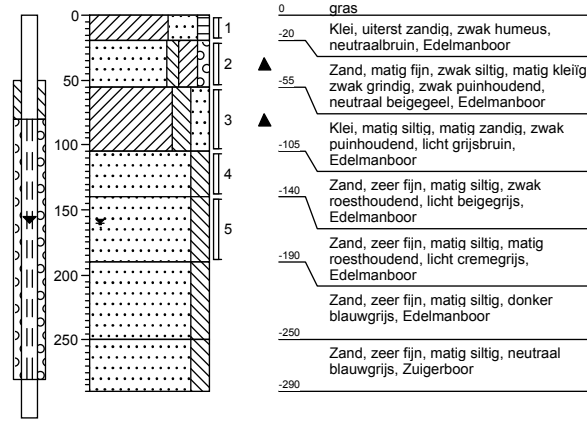 0
50
100
150
200
250
1
2
3
4
5
0 gras
-20 Klei, uiterst zandig, zwak humeus,
neutraalbruin, Edelmanboor
-55 Zand, matig fijn, zwak siltig, matig kleiïg,
zwak grindig, zwak puinhoudend,
neutraal beigegeel, Edelmanboor
-105 Klei, matig siltig, matig zandig, zwak
puinhoudend, licht grijsbruin,
Edelmanboor
-140 Zand, zeer fijn, matig siltig, zwak
roesthoudend, licht beigegrijs,
Edelmanboor
-190 Zand, zeer fijn, matig siltig, matig
roesthoudend, licht cremegrijs,
Edelmanboor
Zand, zeer fijn, matig siltig, donker
blauwgrijs, Edelmanboor
-250
Zand, zeer fijn, matig siltig, neutraal
blauwgrijs, Zuigerboor
-290